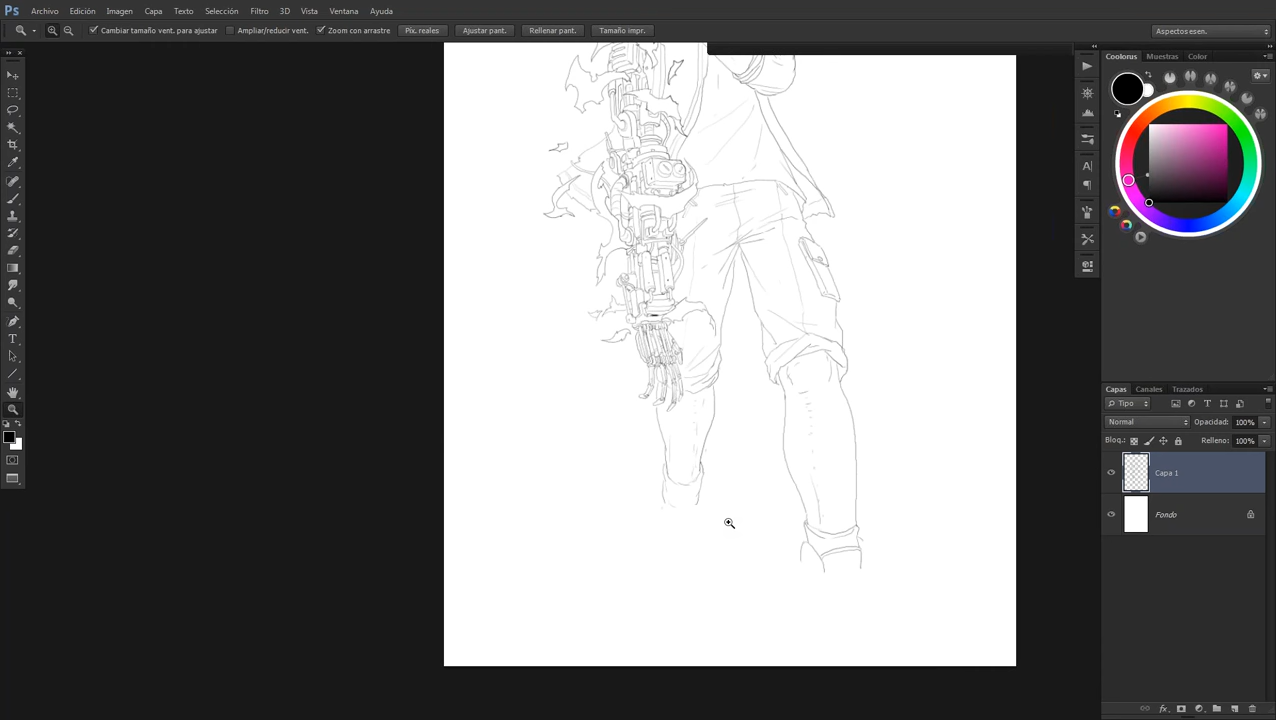 Ps Archivo Edición Imagen Capa Texto Selección Filtro 3D Vista Ventana Ayuda
Cambiar tamaño vent. para ajustar Ampliar/reducir vent. Zoom con arrastre Píx. reales Ajustar pant. Rellenar pant. Tamaño impr. Aspectos esen.
Coolorus Muestras Color
Capas Canales Trazados
Tipo
Normal Opacidad: 100%
Bloq.: Relleno: 100%
Capa 1
Fondo